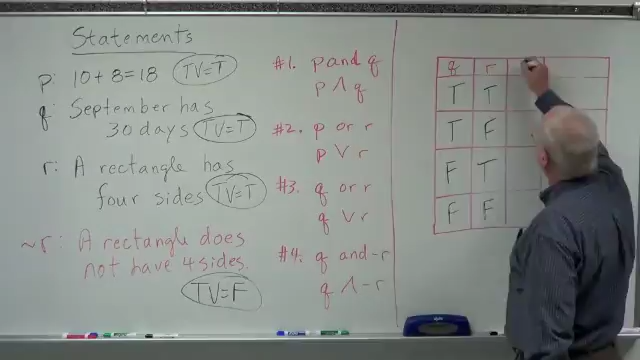 Statements
p: 10 + 8 = 18 TV=T
q: September has
30 days TV=T
r: A rectangle has
four sides TV=T
~r: A rectangle does
not have 4 sides.
TV=F
#1. p and q
p ∧ q
#2. p or r
p ∨ r
#3. q or r
q ∨ r
#4. q and -r
q ∧ -r
q r
T T
T F
F T
F F